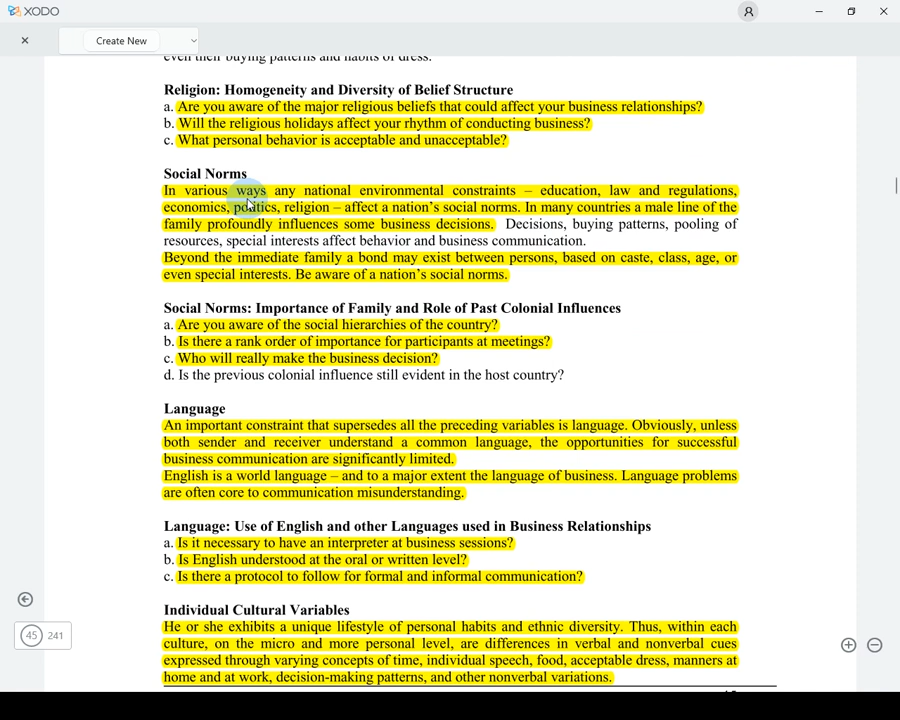 XODO
Create New
even their buying patterns and habits of dress.
Religion: Homogeneity and Diversity of Belief Structure
a. Are you aware of the major religious beliefs that could affect your business relationships?
b. Will the religious holidays affect your rhythm of conducting business?
c. What personal behavior is acceptable and unacceptable?
Social Norms
In various ways any national environmental constraints – education, law and regulations,
economics, politics, religion – affect a nation's social norms. In many countries a male line of the
family profoundly influences some business decisions. Decisions, buying patterns, pooling of
resources, special interests affect behavior and business communication.
Beyond the immediate family a bond may exist between persons, based on caste, class, age, or
even special interests. Be aware of a nation's social norms.
Social Norms: Importance of Family and Role of Past Colonial Influences
a. Are you aware of the social hierarchies of the country?
b. Is there a rank order of importance for participants at meetings?
c. Who will really make the business decision?
d. Is the previous colonial influence still evident in the host country?
Language
An important constraint that supersedes all the preceding variables is language. Obviously, unless
both sender and receiver understand a common language, the opportunities for successful
business communication are significantly limited.
English is a world language – and to a major extent the language of business. Language problems
are often core to communication misunderstanding.
Language: Use of English and other Languages used in Business Relationships
a. Is it necessary to have an interpreter at business sessions?
b. Is English understood at the oral or written level?
c. Is there a protocol to follow for formal and informal communication?
Individual Cultural Variables
He or she exhibits a unique lifestyle of personal habits and ethnic diversity. Thus, within each
culture, on the micro and more personal level, are differences in verbal and nonverbal cues
expressed through varying concepts of time, individual speech, food, acceptable dress, manners at
home and at work, decision-making patterns, and other nonverbal variations.
45 241